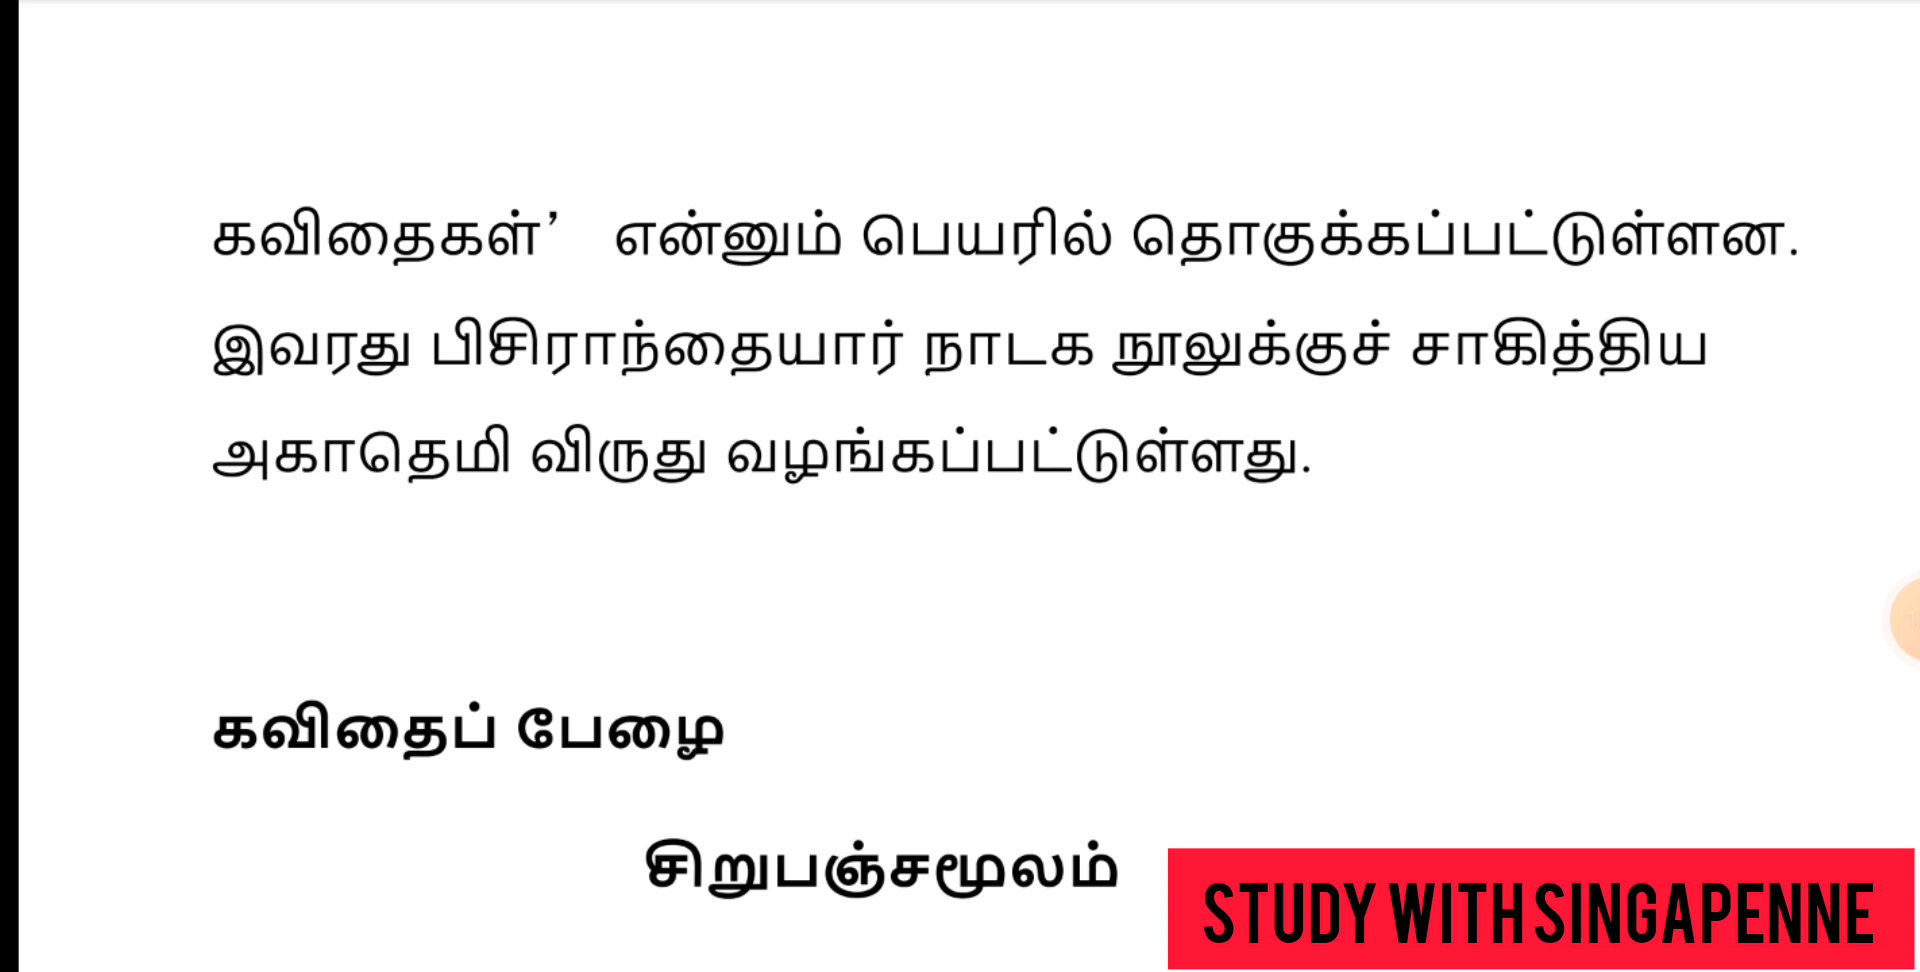 கவிதைகள்’ என்னும் பெயரில் தொகுக்கப்பட்டுள்ளன.
இவரது பிசிராந்தையார் நாடக நூலுக்குச் சாகித்திய
அகாதெமி விருது வழங்கப்பட்டுள்ளது.
கவிதைப் பேழை
சிறுபஞ்சமூலம்
STUDY WITH SINGAPENNE